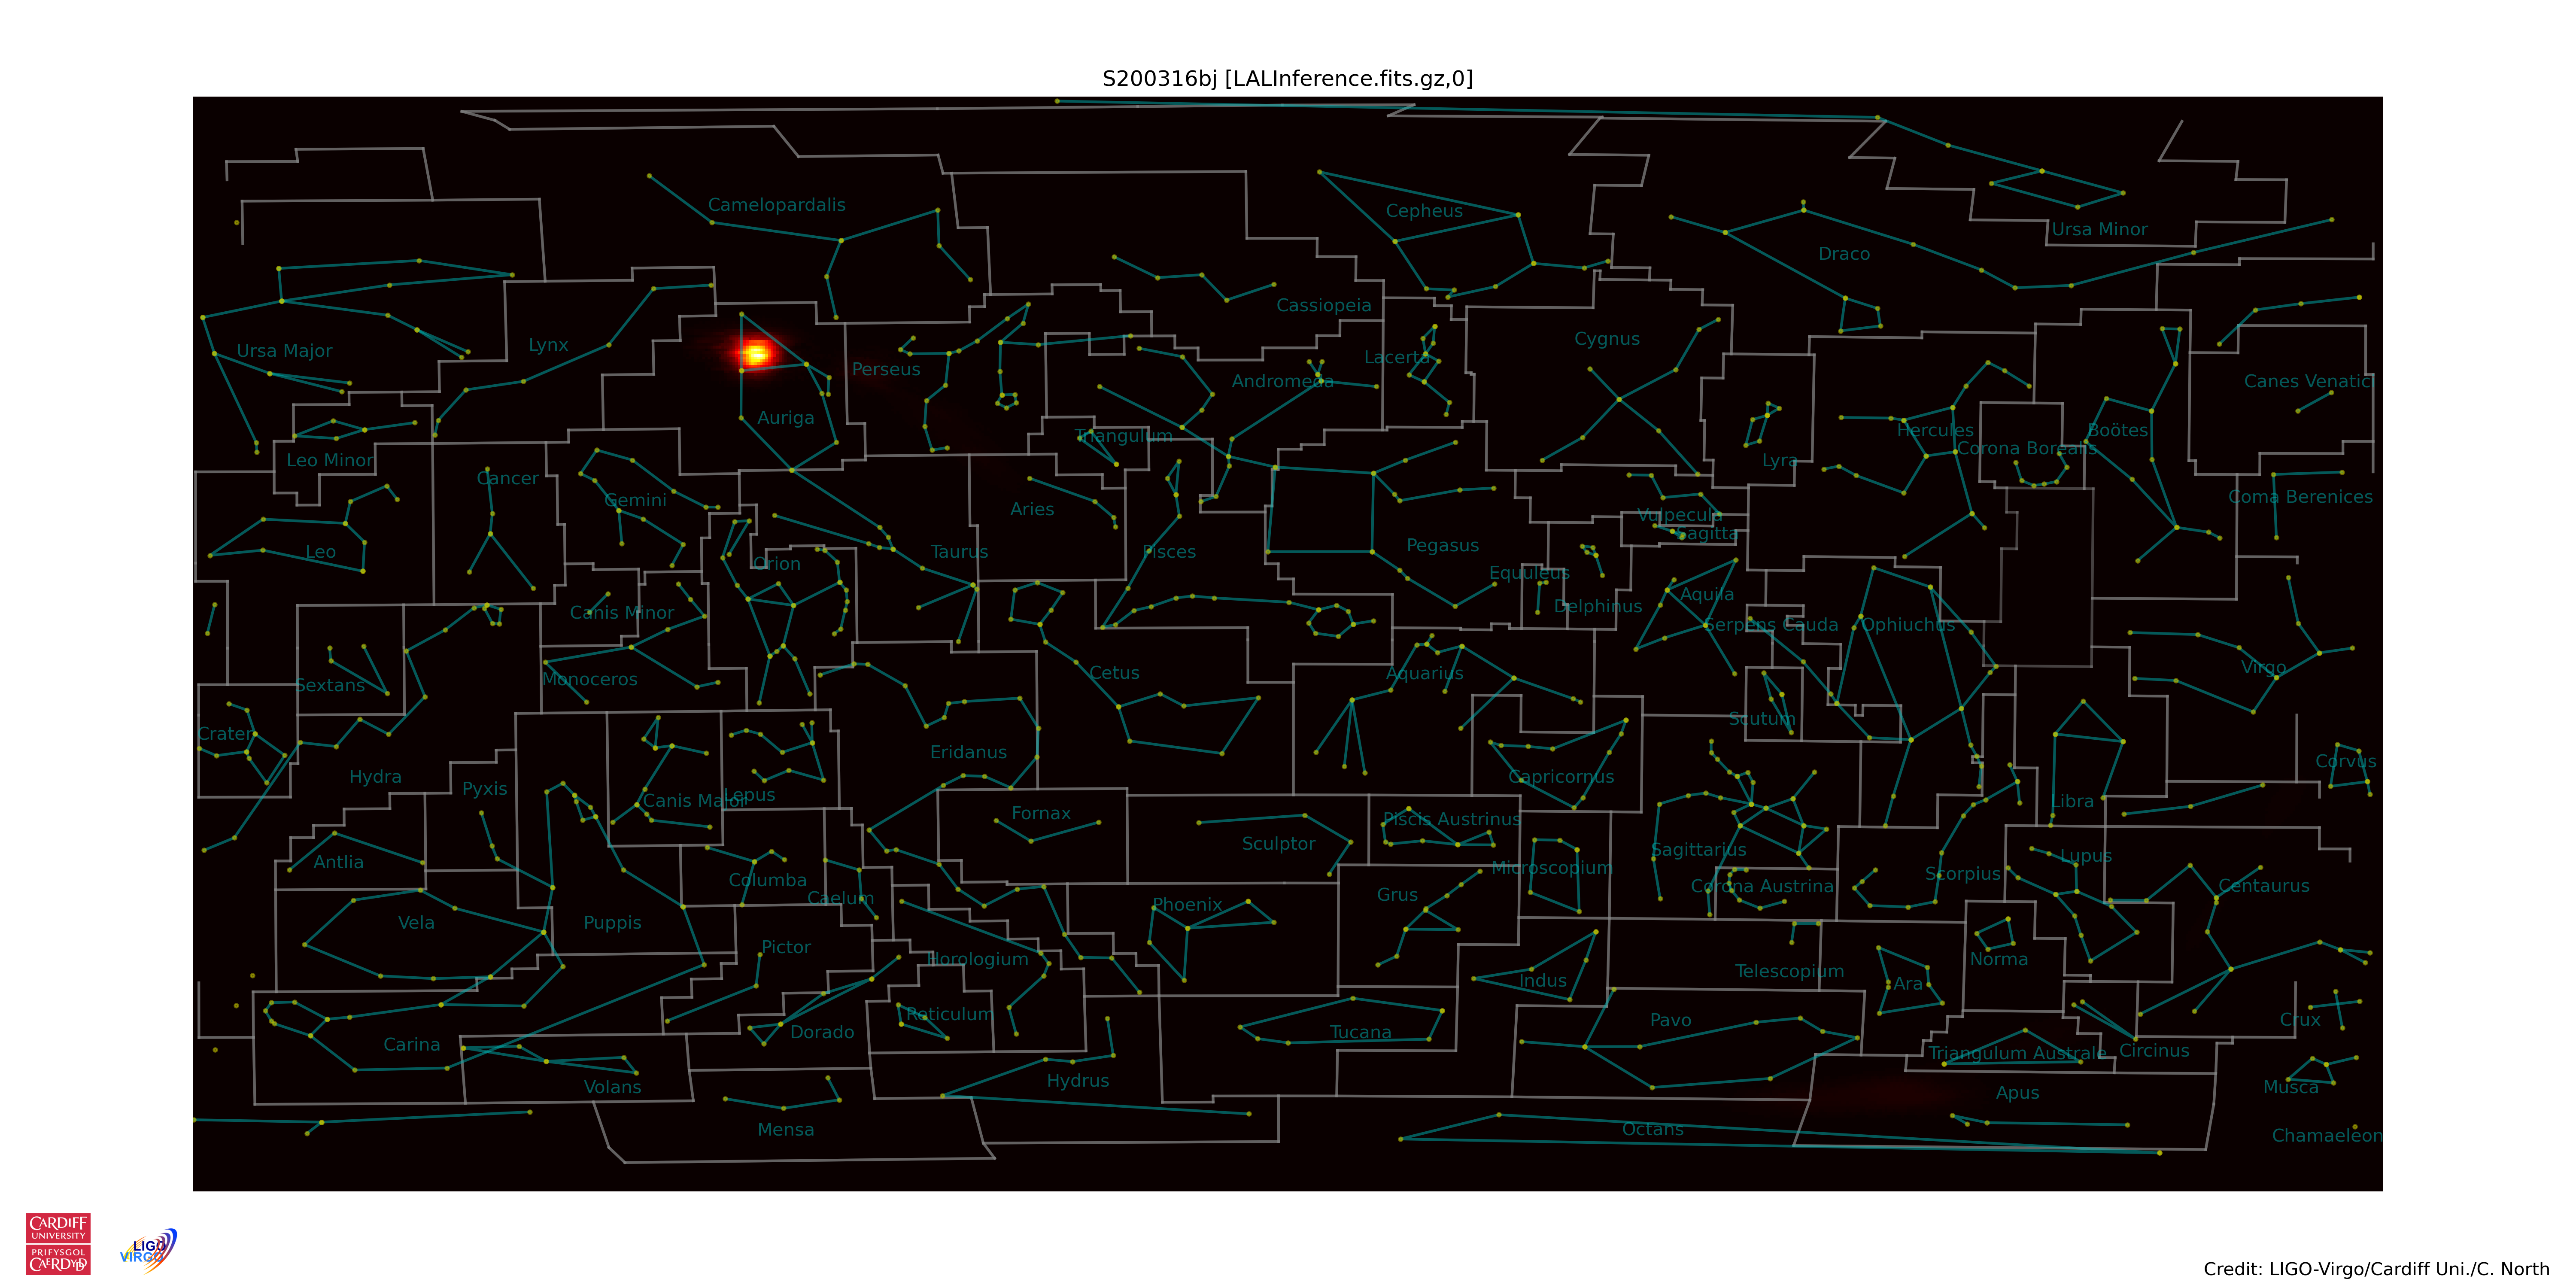 S200316bj [LALInference.fits.gz,0]
Camelopardalis
Cepheus
Ursa Minor
Draco
Cassiopeia
Cygnus
Ursa Major
Lynx
Lacerta
Perseus
Andromeda
Canes Venatici
Auriga
Triangulum
Hercules
Boötes
Corona Borealis
Leo Minor
Lyra
Cancer
Gemini
Coma Berenices
Aries
Vulpecula
Sagitta
Leo
Taurus
Pisces
Pegasus
Orion
Equuleus
Aquila
Delphinus
Canis Minor
Serpens Cauda
Ophiuchus
Sextans
Monoceros
Cetus
Aquarius
Virgo
Scutum
Crater
Eridanus
Corvus
Hydra
Capricornus
Pyxis
Lepus
Canis Major
Libra
Fornax
Piscis Austrinus
Sculptor
Sagittarius
Lupus
Antlia
Microscopium
Scorpius
Columba
Corona Austrina
Centaurus
Caelum
Grus
Phoenix
Vela
Puppis
Pictor
Horologium
Norma
Telescopium
Indus
Ara
Reticulum
Pavo
Crux
Dorado
Tucana
Carina
Triangulum Australe
Circinus
Volans
Hydrus
Musca
Apus
Mensa
Octans
Chamaeleon
CARDIFF
UNIVERSITY
PRIFYSGOL
CAERDYDD
LIGO
VIRGO
Credit: LIGO-Virgo/Cardiff Uni./C. North